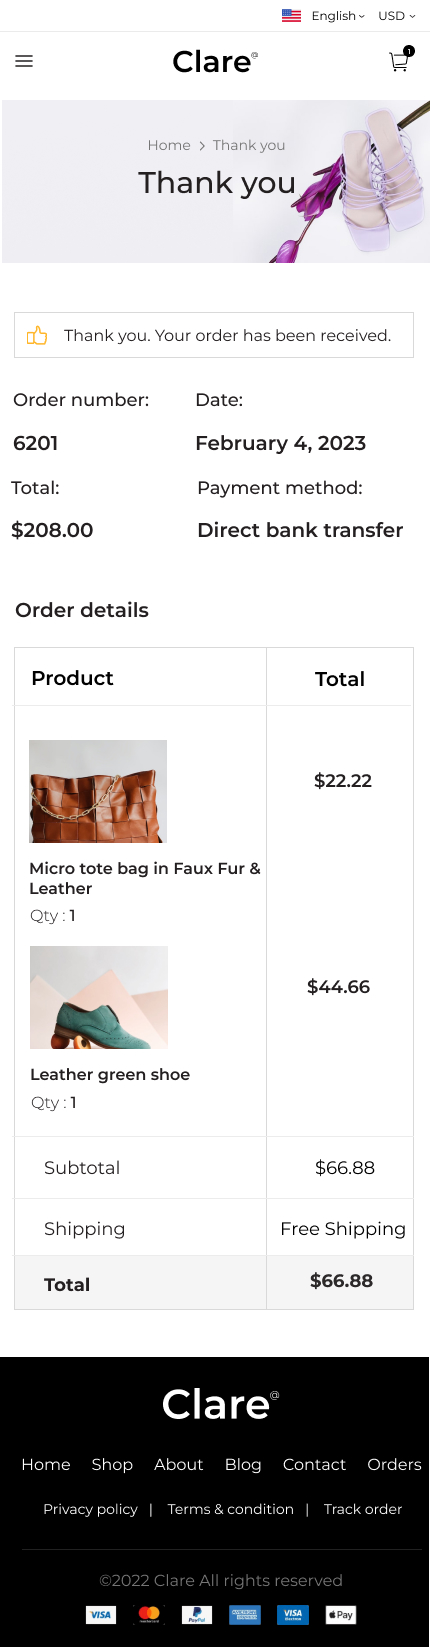 English USD
Clare@
1
Home > Thank you
Thank you
Thank you. Your order has been received.
Order number: Date:
6201 February 4, 2023
Total: Payment method:
$208.00 Direct bank transfer
Order details
Product Total
$22.22
Micro tote bag in Faux Fur &
Leather
Qty : 1
$44.66
Leather green shoe
Qty : 1
Subtotal $66.88
Shipping Free Shipping
Total $66.88
Clare@
Home Shop About Blog Contact Orders
Privacy policy | Terms & condition | Track order
©2022 Clare All rights reserved
VISA mastercard PayPal VISA Pay